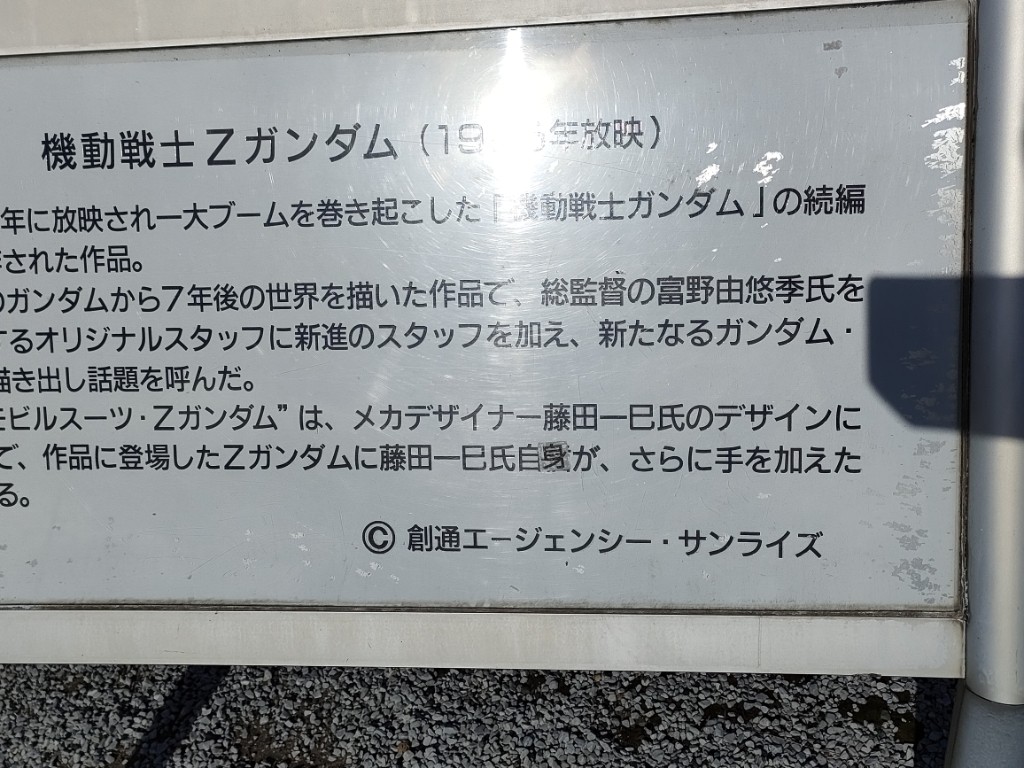 機動戦士Ζガンダム（19 年放映）
年に放映され一大ブームを巻き起こした「機動戦士ガンダム」の続編
された作品。
のガンダムから7年後の世界を描いた作品で、総監督の富野由悠季氏を
するオリジナルスタッフに新進のスタッフを加え、新たなるガンダム・
描き出し話題を呼んだ。
モビルスーツ・Ζガンダム”は、メカデザイナー藤田一巳氏のデザインに
で、作品に登場したΖガンダムに藤田一巳氏自身が、さらに手を加えた
る。
© 創通エージェンシー・サンライズ